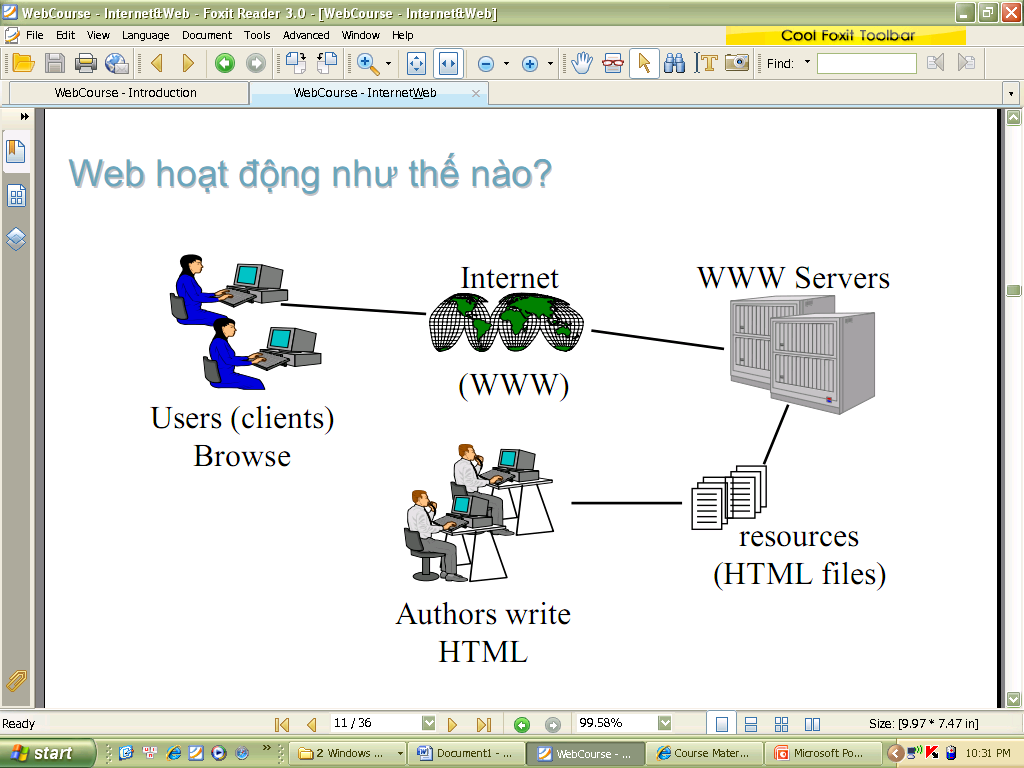 WebCourse - Internet&Web - Foxit Reader 3.0 - [WebCourse - Internet&Web]
File Edit View Language Document Tools Advanced Window Help
Cool Foxit Toolbar
Find:
WebCourse - Introduction
WebCourse - InternetWeb
Web hoạt động như thế nào?
Internet
WWW Servers
(WWW)
Users (clients)
Browse
resources
(HTML files)
Authors write
HTML
Ready
11 / 36
99.58%
Size: [9.97 * 7.47 in]
start
2 Windows ...
Document1 - ...
WebCourse - ...
Course Mater...
Microsoft Po...
10:31 PM